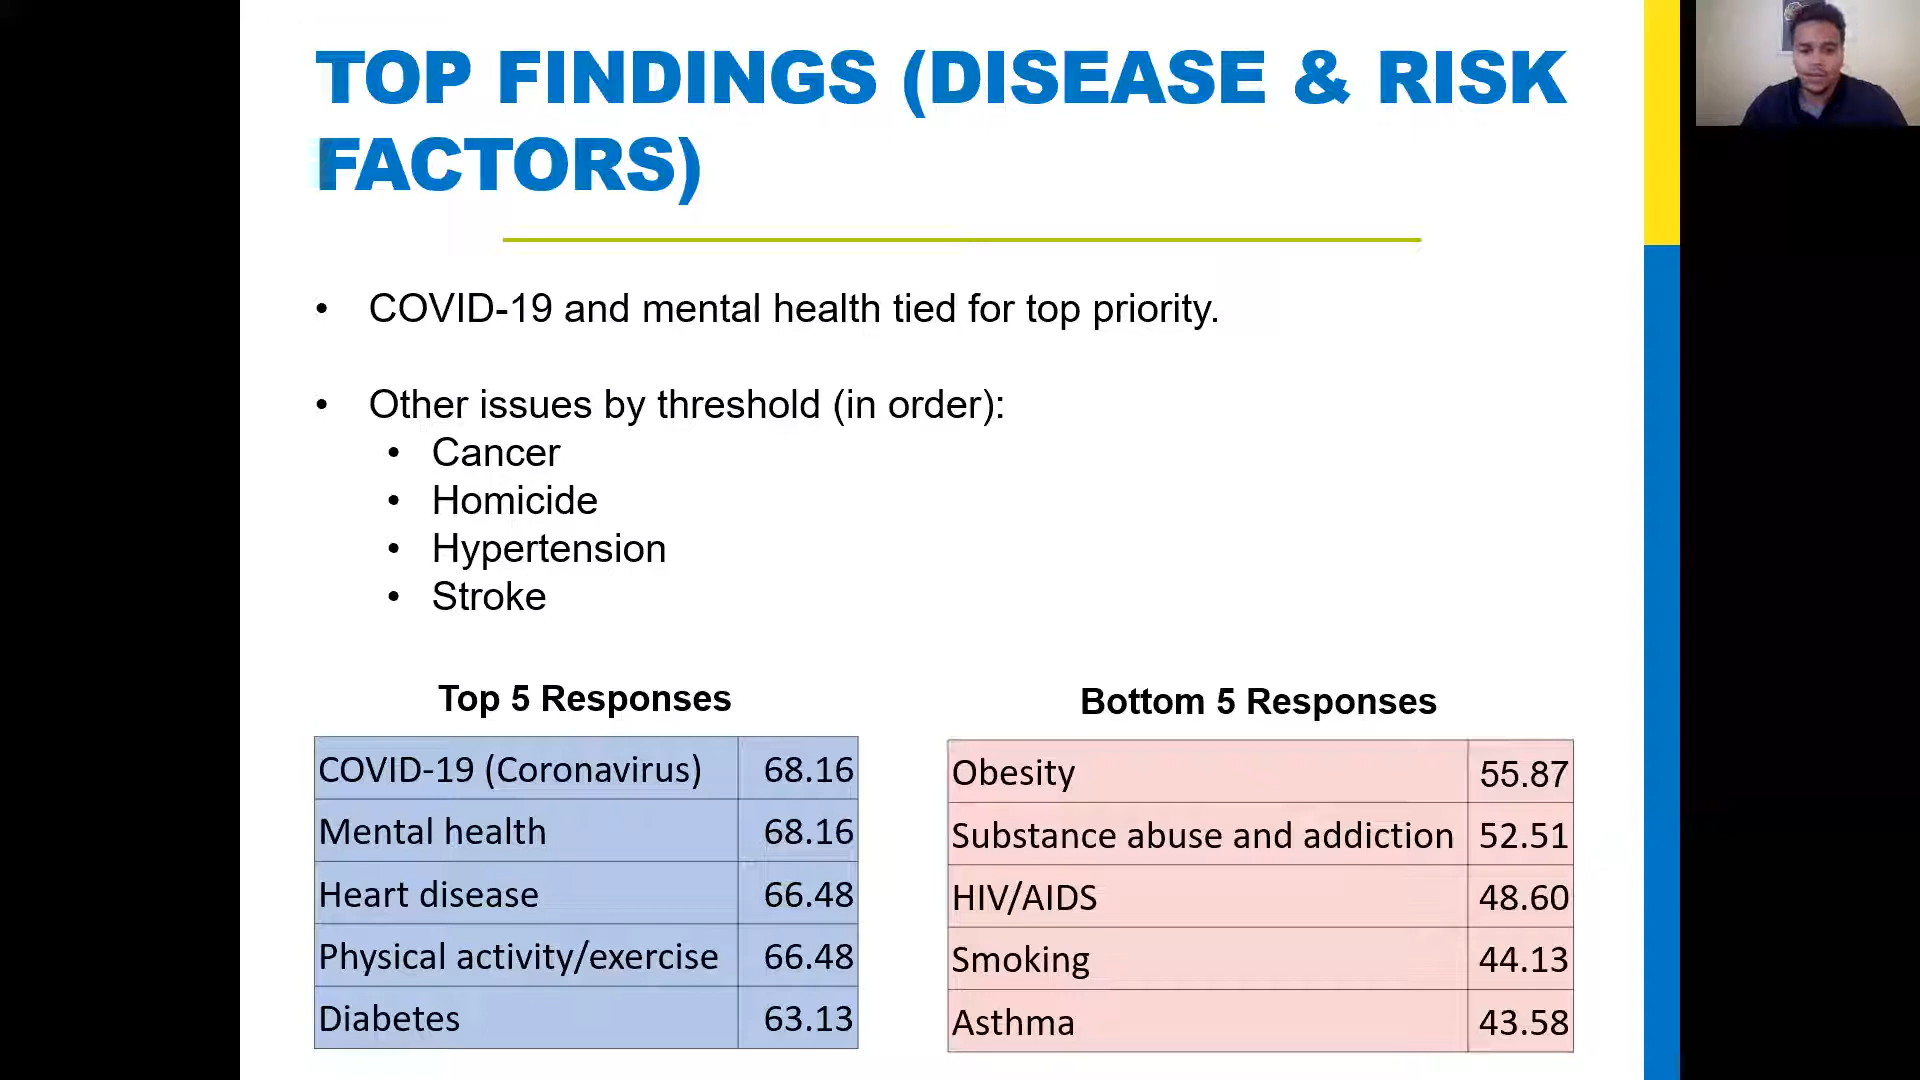 TOP FINDINGS (DISEASE & RISK
FACTORS)
• COVID-19 and mental health tied for top priority.
• Other issues by threshold (in order):
• Cancer
• Homicide
• Hypertension
• Stroke
Top 5 Responses
COVID-19 (Coronavirus) 68.16
Mental health 68.16
Heart disease 66.48
Physical activity/exercise 66.48
Diabetes 63.13
Bottom 5 Responses
Obesity 55.87
Substance abuse and addiction 52.51
HIV/AIDS 48.60
Smoking 44.13
Asthma 43.58